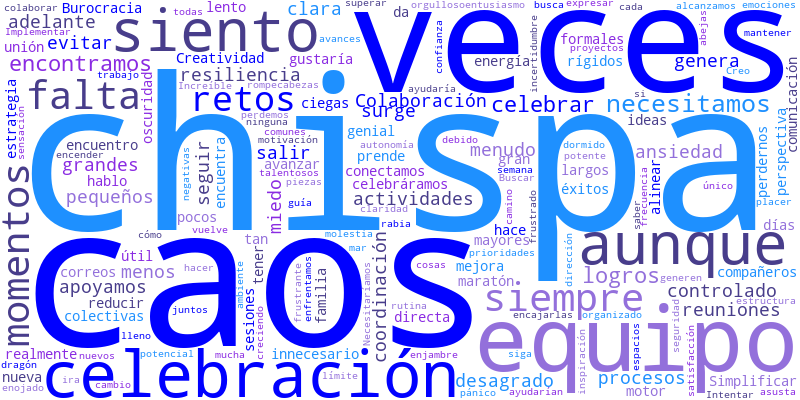 colaborar
Burocracia
todas
lento
clara
superar
da
orgullosoentusiasmo
busca
expresar
cada
alcanzamos
emociones
Implementar
adelante
siento
veces
unión
evitar
avances
confianza
si
proyectos
mantener
encontramos
Creatividad
gustaría
energía
incertidumbre
formales
rígidos
genera
abejas
Creo
comunicación
estrategia
sensación
trabajo
Increible
rompecabezas
resiliencia
ayudaría
falta
oscuridad
retos
ciegas
Colaboración
surge
celebrar
necesitamos
perdemos
ninguna
encuentro
encender
comunes
motivación
genial
ideas
dormido
potente
perdernos
perspectiva
grandes
hablo
pequeños
negativas
encuentra
seguir
salir
autonomía
talentosos
piezas
prende
menudo
gran
largos
éxitos
semana
Buscar
ansiedad
alinear
único
placer
chispa
avanzar
conectamos
celebráramos
actividades
miedo
guía
claridad
pocos
vuelve
momentos
cómo
tan
molestia
mar
rabia
camino
frustrado
hace
mayores
debido
saber
frecuencia
aunque
días
caos
útil
correos
menos
hacer
apoyamos
reducir
colectivas
juntos
ambiente
sesiones
tener
creciendo
frustrante
enfrentamos
familia
Necesitaríamos
coordinación
cosas
rutina
directa
prioridades
mejora
maratón
dirección
generen
logros
compañeros
siempre
controlado
reuniones
estructura
encajarlas
organizado
equipo
inspiración
espacios
seguridad
satisfacción
realmente
nuevos
lleno
potencial
mucha
innecesario
enjambre
siga
dragón
nueva
enojado
ira
cambio
celebración
límite
desagrado
pánico
ayudarían
procesos
motor
Simplificar
Intentar
asusta